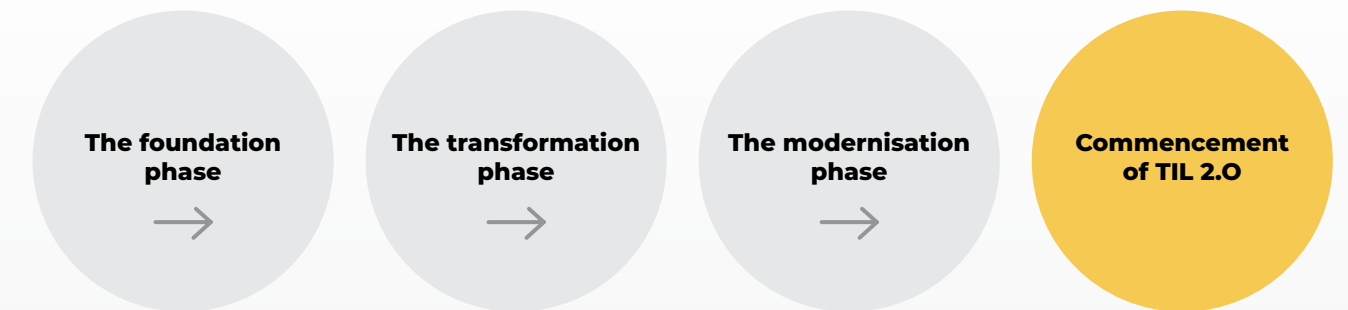 The foundation
phase
The transformation
phase
The modernisation
phase
Commencement
of TIL 2.O